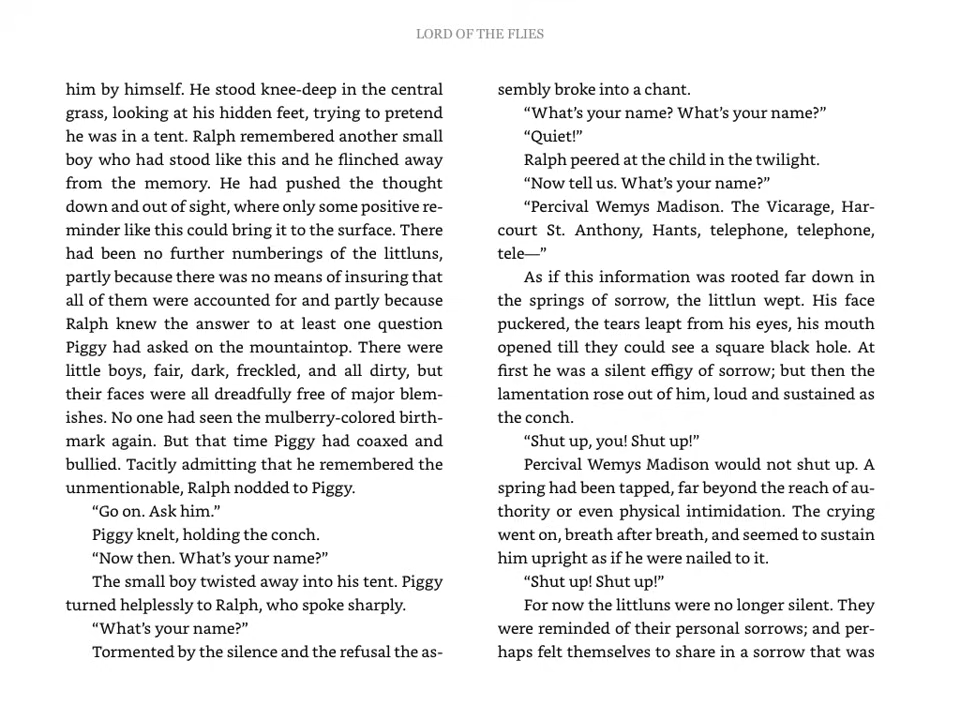 LORD OF THE FLIES
him by himself. He stood knee-deep in the central
grass, looking at his hidden feet, trying to pretend
he was in a tent. Ralph remembered another small
boy who had stood like this and he flinched away
from the memory. He had pushed the thought
down and out of sight, where only some positive re-
minder like this could bring it to the surface. There
had been no further numberings of the littluns,
partly because there was no means of insuring that
all of them were accounted for and partly because
Ralph knew the answer to at least one question
Piggy had asked on the mountaintop. There were
little boys, fair, dark, freckled, and all dirty, but
their faces were all dreadfully free of major blem-
ishes. No one had seen the mulberry-colored birth-
mark again. But that time Piggy had coaxed and
bullied. Tacitly admitting that he remembered the
unmentionable, Ralph nodded to Piggy.
“Go on. Ask him.”
Piggy knelt, holding the conch.
“Now then. What’s your name?”
The small boy twisted away into his tent. Piggy
turned helplessly to Ralph, who spoke sharply.
“What’s your name?”
Tormented by the silence and the refusal the as-
sembly broke into a chant.
“What’s your name? What’s your name?”
“Quiet!”
Ralph peered at the child in the twilight.
“Now tell us. What’s your name?”
“Percival Wemys Madison. The Vicarage, Har-
court St. Anthony, Hants, telephone, telephone,
tele—”
As if this information was rooted far down in
the springs of sorrow, the littlun wept. His face
puckered, the tears leapt from his eyes, his mouth
opened till they could see a square black hole. At
first he was a silent effigy of sorrow; but then the
lamentation rose out of him, loud and sustained as
the conch.
“Shut up, you! Shut up!”
Percival Wemys Madison would not shut up. A
spring had been tapped, far beyond the reach of au-
thority or even physical intimidation. The crying
went on, breath after breath, and seemed to sustain
him upright as if he were nailed to it.
“Shut up! Shut up!”
For now the littluns were no longer silent. They
were reminded of their personal sorrows; and per-
haps felt themselves to share in a sorrow that was